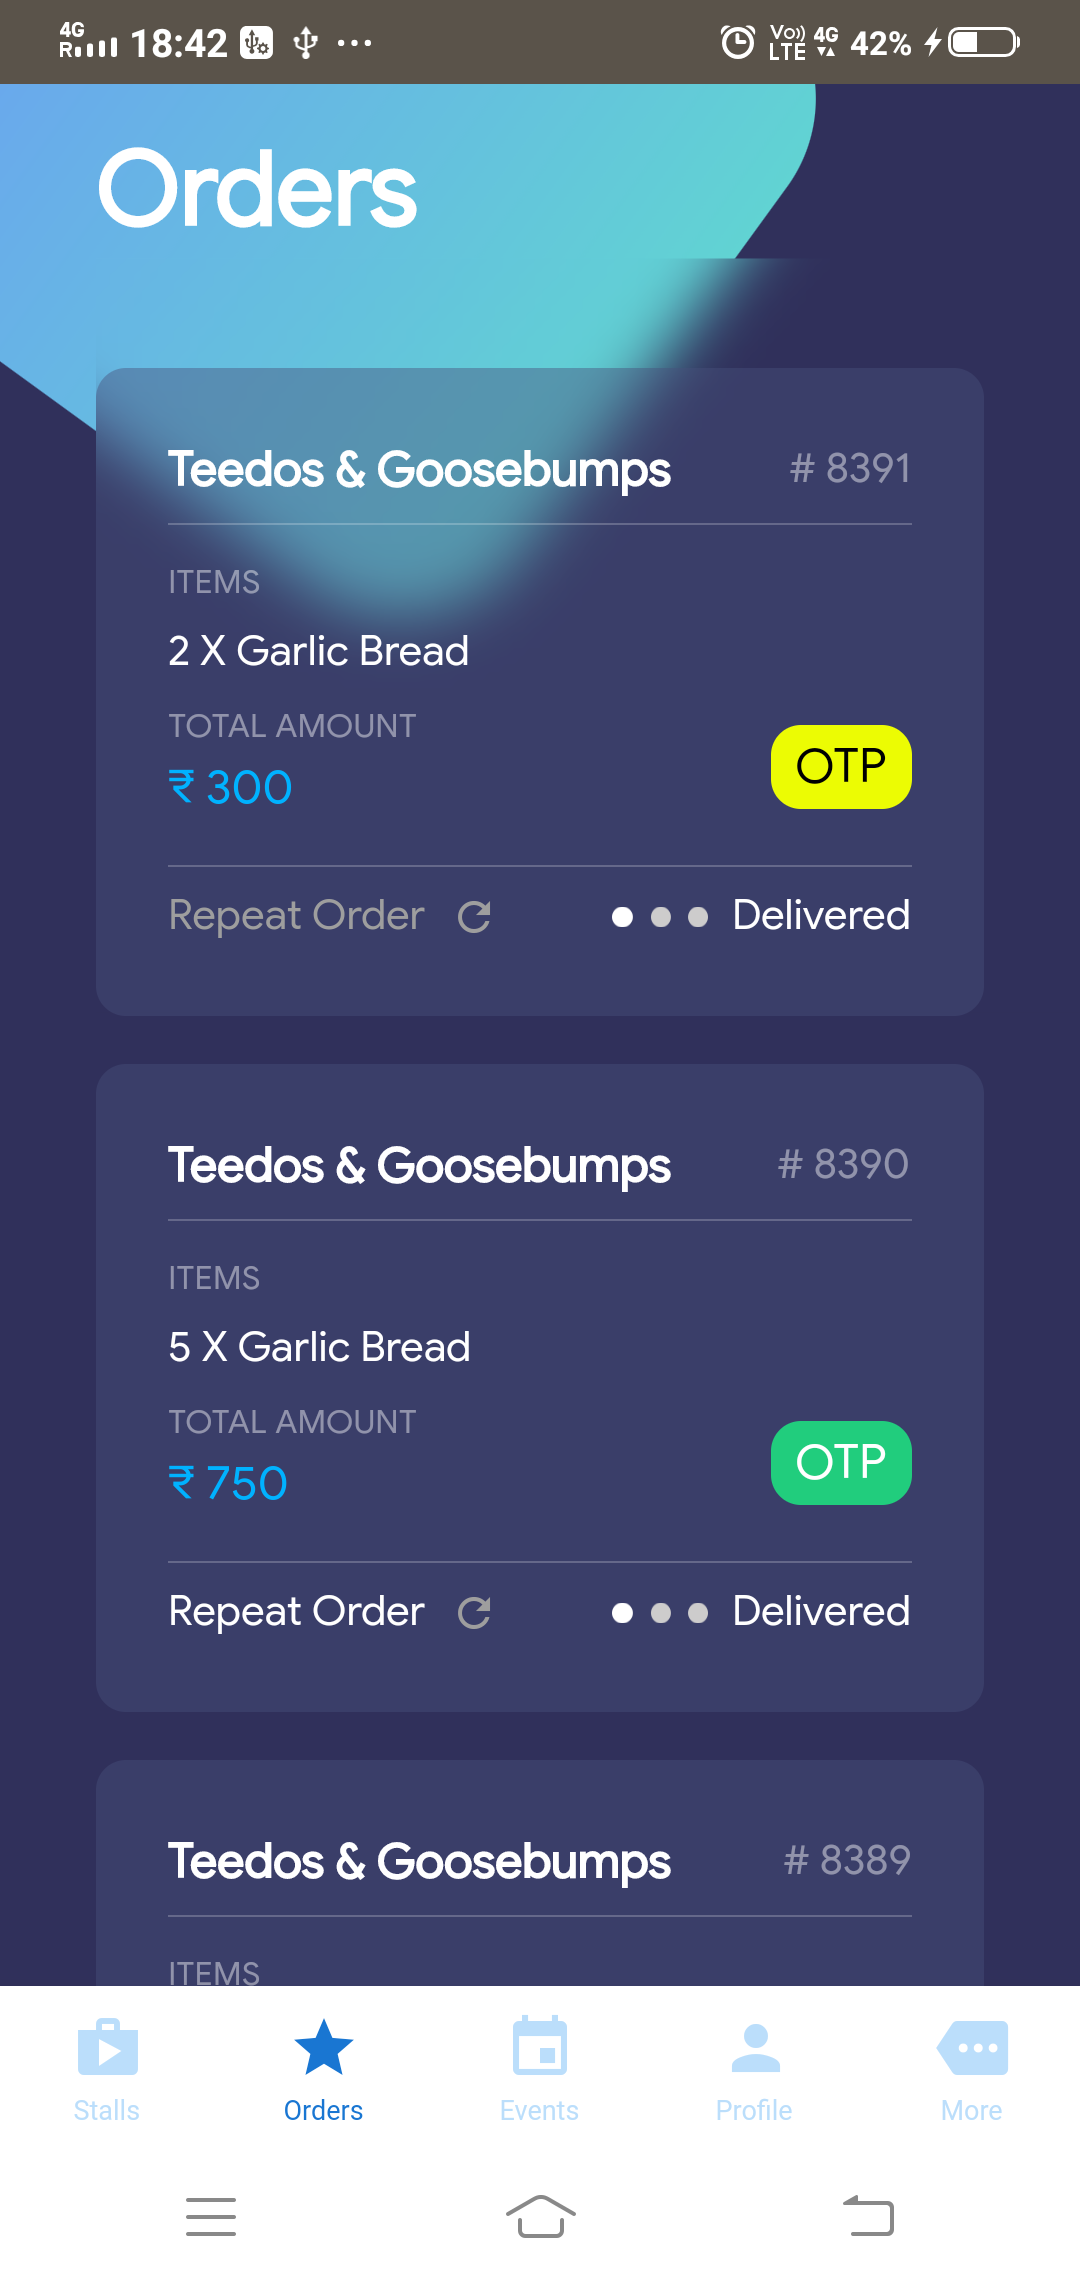 4G
R
18:42
Vo))
LTE
4G
42%
Orders
Teedos & Goosebumps # 8391
ITEMS
2 X Garlic Bread
TOTAL AMOUNT
₹ 300
OTP
Repeat Order
Delivered
Teedos & Goosebumps # 8390
ITEMS
5 X Garlic Bread
TOTAL AMOUNT
₹ 750
OTP
Repeat Order
Delivered
Teedos & Goosebumps # 8389
ITEMS
Stalls Orders Events Profile More